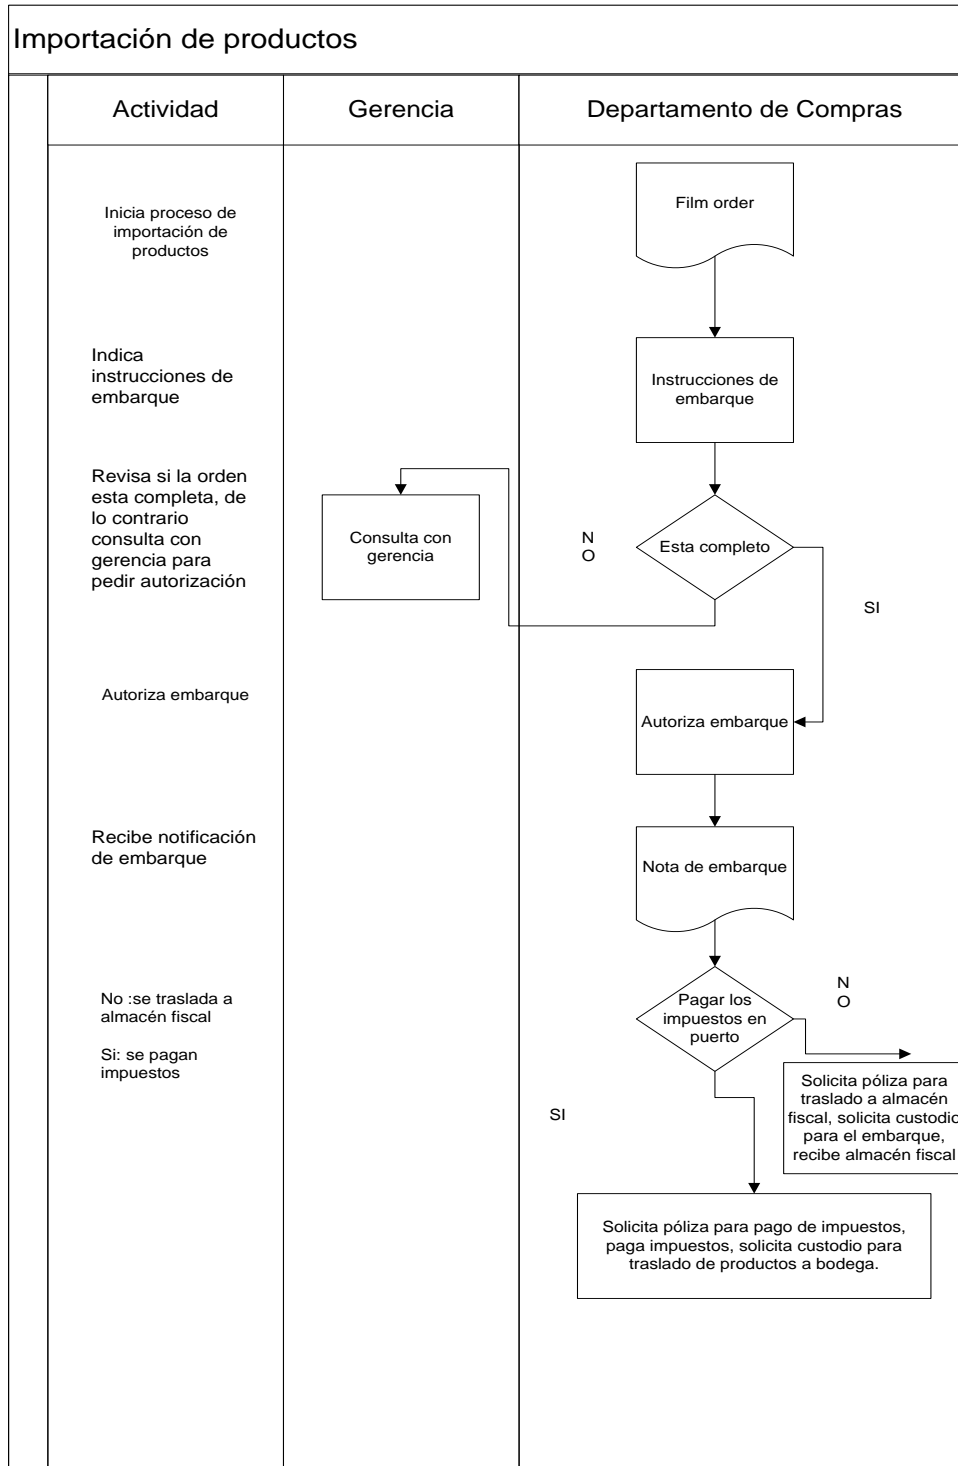 Importación de productos
Actividad
Gerencia
Departamento de Compras
Inicia proceso de
importación de
productos
Film order
Indica
instrucciones de
embarque
Instrucciones de
embarque
Revisa si la orden
esta completa, de
lo contrario
consulta con
gerencia para
pedir autorización
Consulta con
gerencia
N
O
Esta completo
SI
Autoriza embarque
Autoriza embarque
Recibe notificación
de embarque
Nota de embarque
No :se traslada a
almacén fiscal
Si: se pagan
impuestos
Pagar los
impuestos en
puerto
N
O
Solicita póliza para
traslado a almacén
fiscal, solicita custodio
para el embarque,
recibe almacén fiscal
SI
Solicita póliza para pago de impuestos,
paga impuestos, solicita custodio para
traslado de productos a bodega.